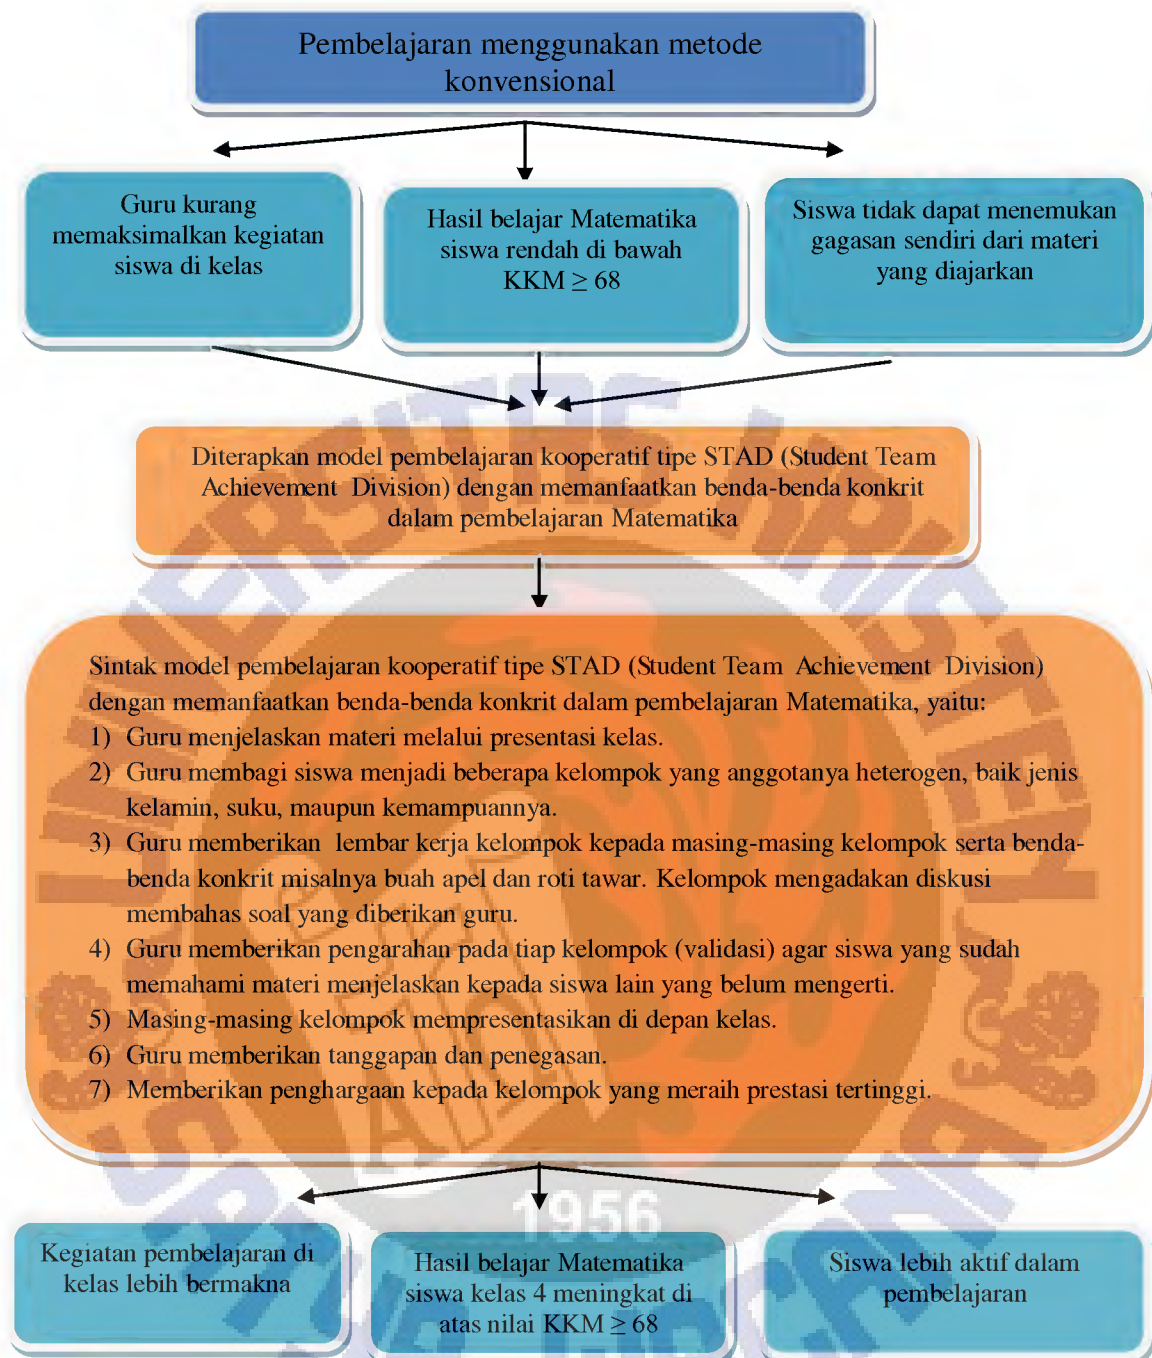 Pembelajaran menggunakan metode
konvensional
Guru kurang
memaksimalkan kegiatan
siswa di kelas
Hasil belajar Matematika
siswa rendah di bawah
KKM ≥ 68
Siswa tidak dapat menemukan
gagasan sendiri dari materi
yang diajarkan
Diterapkan model pembelajaran kooperatif tipe STAD (Student Team
Achievement Division) dengan memanfaatkan benda-benda konkrit
dalam pembelajaran Matematika
Sintak model pembelajaran kooperatif tipe STAD (Student Team Achievement Division)
dengan memanfaatkan benda-benda konkrit dalam pembelajaran Matematika, yaitu:
1) Guru menjelaskan materi melalui presentasi kelas.
2) Guru membagi siswa menjadi beberapa kelompok yang anggotanya heterogen, baik jenis
kelamin, suku, maupun kemampuannya.
3) Guru memberikan lembar kerja kelompok kepada masing-masing kelompok serta benda-
benda konkrit misalnya buah apel dan roti tawar. Kelompok mengadakan diskusi
membahas soal yang diberikan guru.
4) Guru memberikan pengarahan pada tiap kelompok (validasi) agar siswa yang sudah
memahami materi menjelaskan kepada siswa lain yang belum mengerti.
5) Masing-masing kelompok mempresentasikan di depan kelas.
6) Guru memberikan tanggapan dan penegasan.
7) Memberikan penghargaan kepada kelompok yang meraih prestasi tertinggi.
Kegiatan pembelajaran di
kelas lebih bermakna
Hasil belajar Matematika
siswa kelas 4 meningkat di
atas nilai KKM ≥ 68
Siswa lebih aktif dalam
pembelajaran
UNIVERSITAS KRISTEN
1956